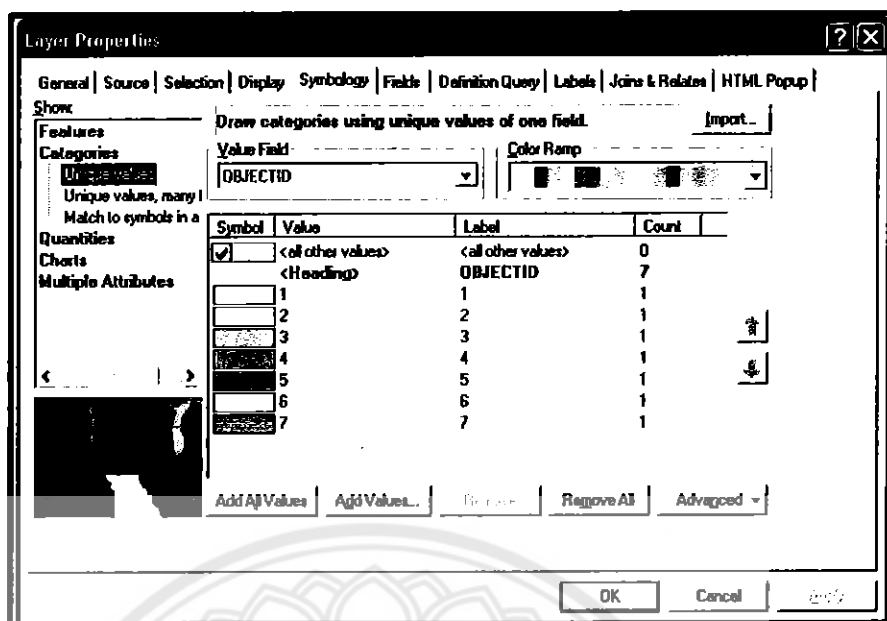 Layer Properties
General Source Selection Display Symbology Fields Definition Query Labels Joins & Relates HTML Popup
Show:
Features
Categories
Unique values
Unique values, many f
Match to symbols in a
Quantities
Charts
Multiple Attributes
Draw categories using unique values of one field.
Import...
Value Field
OBJECTID
Color Ramp
Symbol Value Label Count
<all other values> <all other values> 0
<Heading> OBJECTID 7
1 1 1
2 2 1
3 3 1
4 4 1
5 5 1
6 6 1
7 7 1
Add All Values Add Values... Remove Remove All Advanced
OK Cancel Apply